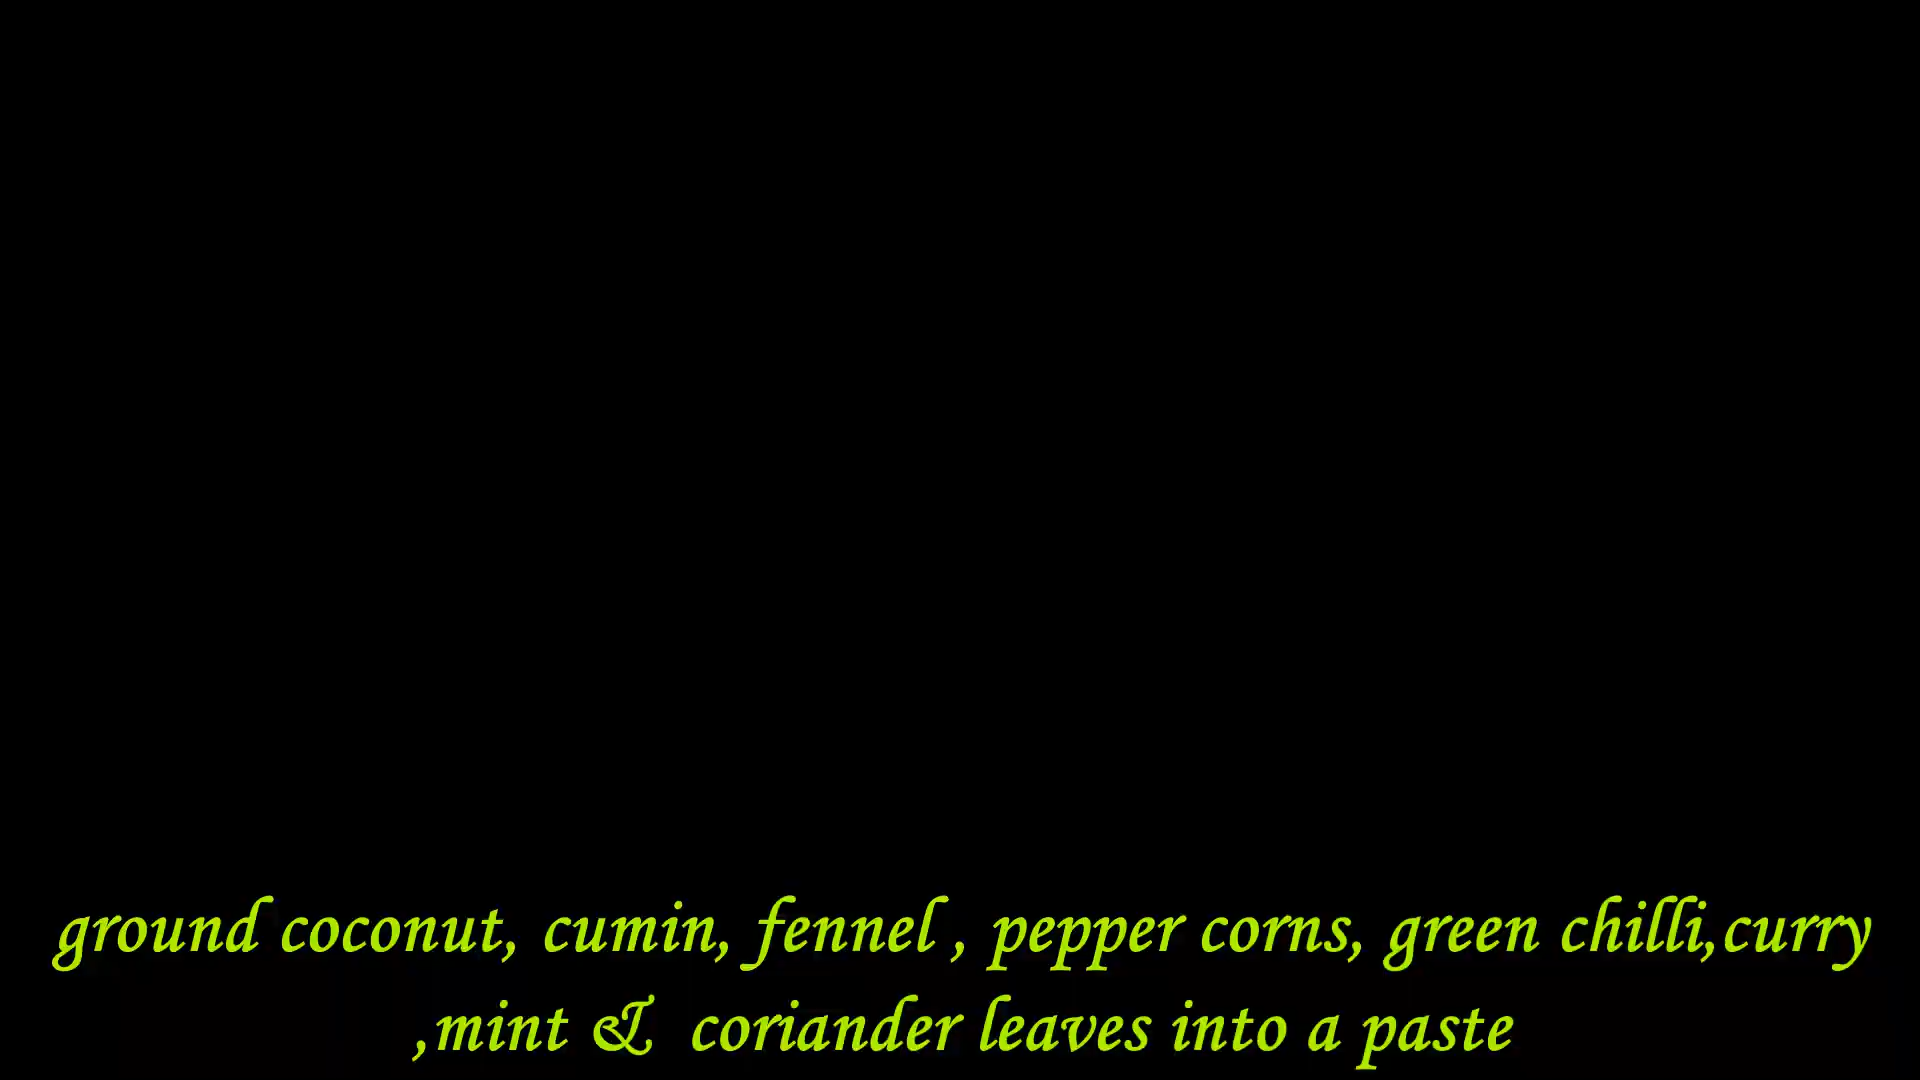 ground coconut, cumin, fennel , pepper corns, green chilli,curry
,mint & coriander leaves into a paste